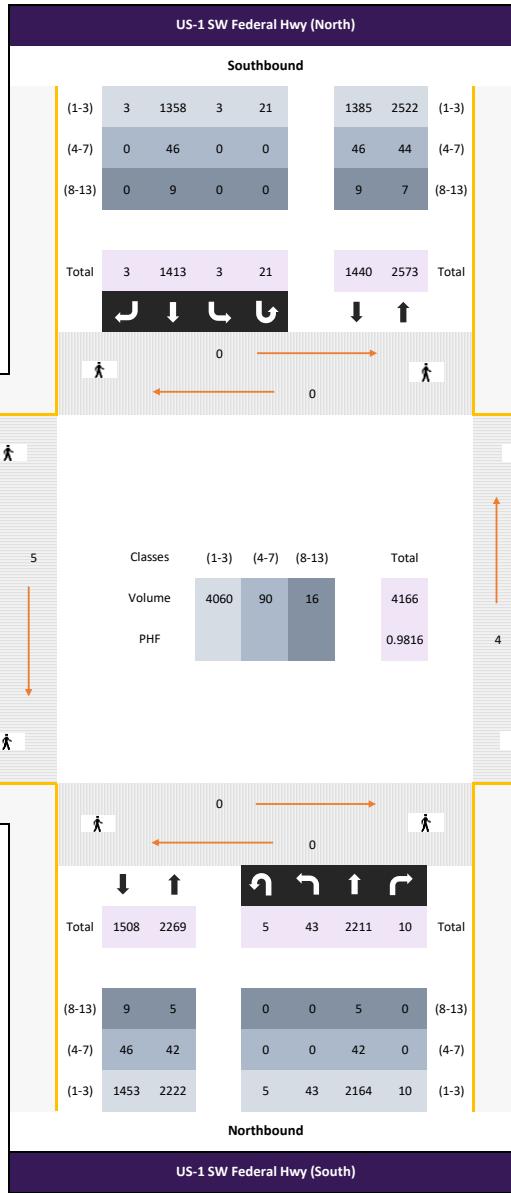 US-1 SW Federal Hwy (North)
Southbound
(1-3) 3 1358 3 21 1385 2522 (1-3)
(4-7) 0 46 0 0 46 44 (4-7)
(8-13) 0 9 0 0 9 7 (8-13)
Total 3 1413 3 21 1440 2573 Total
0
0
5 Classes (1-3) (4-7) (8-13) Total
Volume 4060 90 16 4166
PHF 0.9816 4
0
0
Total 1508 2269 5 43 2211 10 Total
(8-13) 9 5 0 0 5 0 (8-13)
(4-7) 46 42 0 0 42 0 (4-7)
(1-3) 1453 2222 5 43 2164 10 (1-3)
Northbound
US-1 SW Federal Hwy (South)